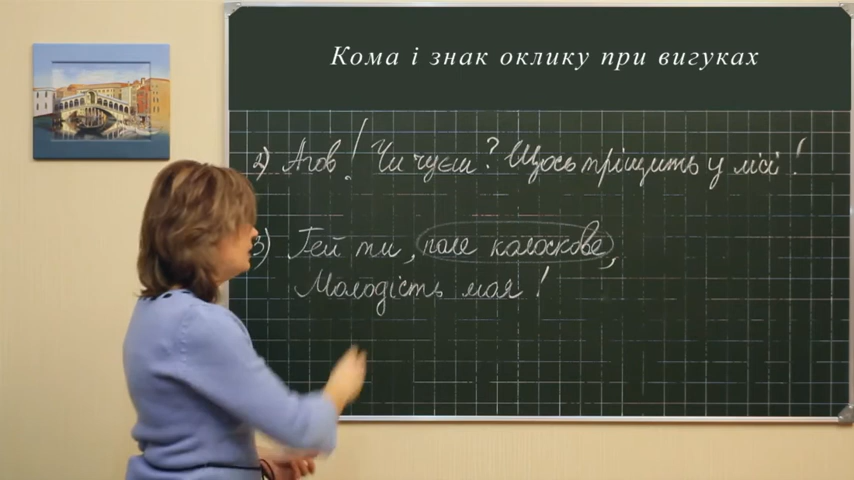 Кома і знак оклику при вигуках
2) Агов! Чи чуєш? Щось тріщить у лісі!
3) Гей ти, поле колоскове,
Молодість моя!